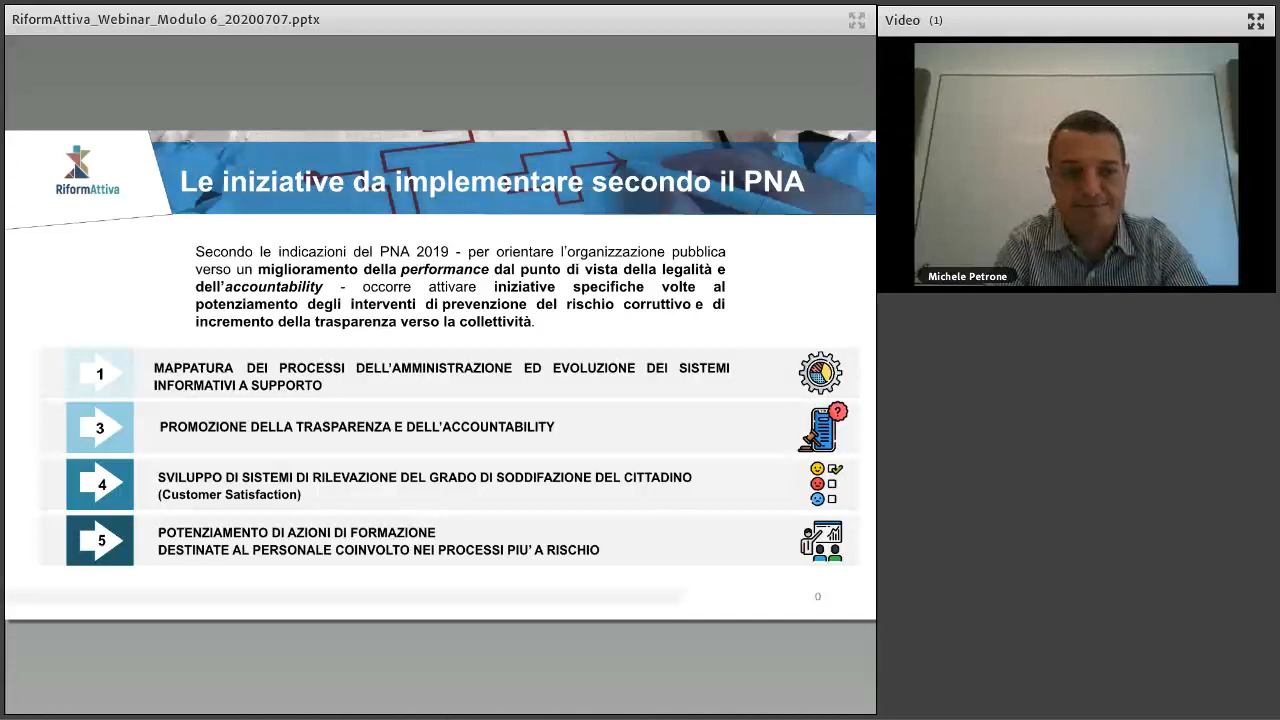 RiformAttiva_Webinar_Modulo 6_20200707.pptx
Video (1)
RiformAttiva
Le iniziative da implementare secondo il PNA
Secondo le indicazioni del PNA 2019 - per orientare l'organizzazione pubblica
verso un miglioramento della performance dal punto di vista della legalità e
dell'accountability - occorre attivare iniziative specifiche volte al
potenziamento degli interventi di prevenzione del rischio corruttivo e di
incremento della trasparenza verso la collettività.
1
MAPPATURA DEI PROCESSI DELL'AMMINISTRAZIONE ED EVOLUZIONE DEI SISTEMI
INFORMATIVI A SUPPORTO
3
PROMOZIONE DELLA TRASPARENZA E DELL'ACCOUNTABILITY
?
4
SVILUPPO DI SISTEMI DI RILEVAZIONE DEL GRADO DI SODDIFAZIONE DEL CITTADINO
(Customer Satisfaction)
5
POTENZIAMENTO DI AZIONI DI FORMAZIONE
DESTINATE AL PERSONALE COINVOLTO NEI PROCESSI PIU' A RISCHIO
0
Michele Petrone